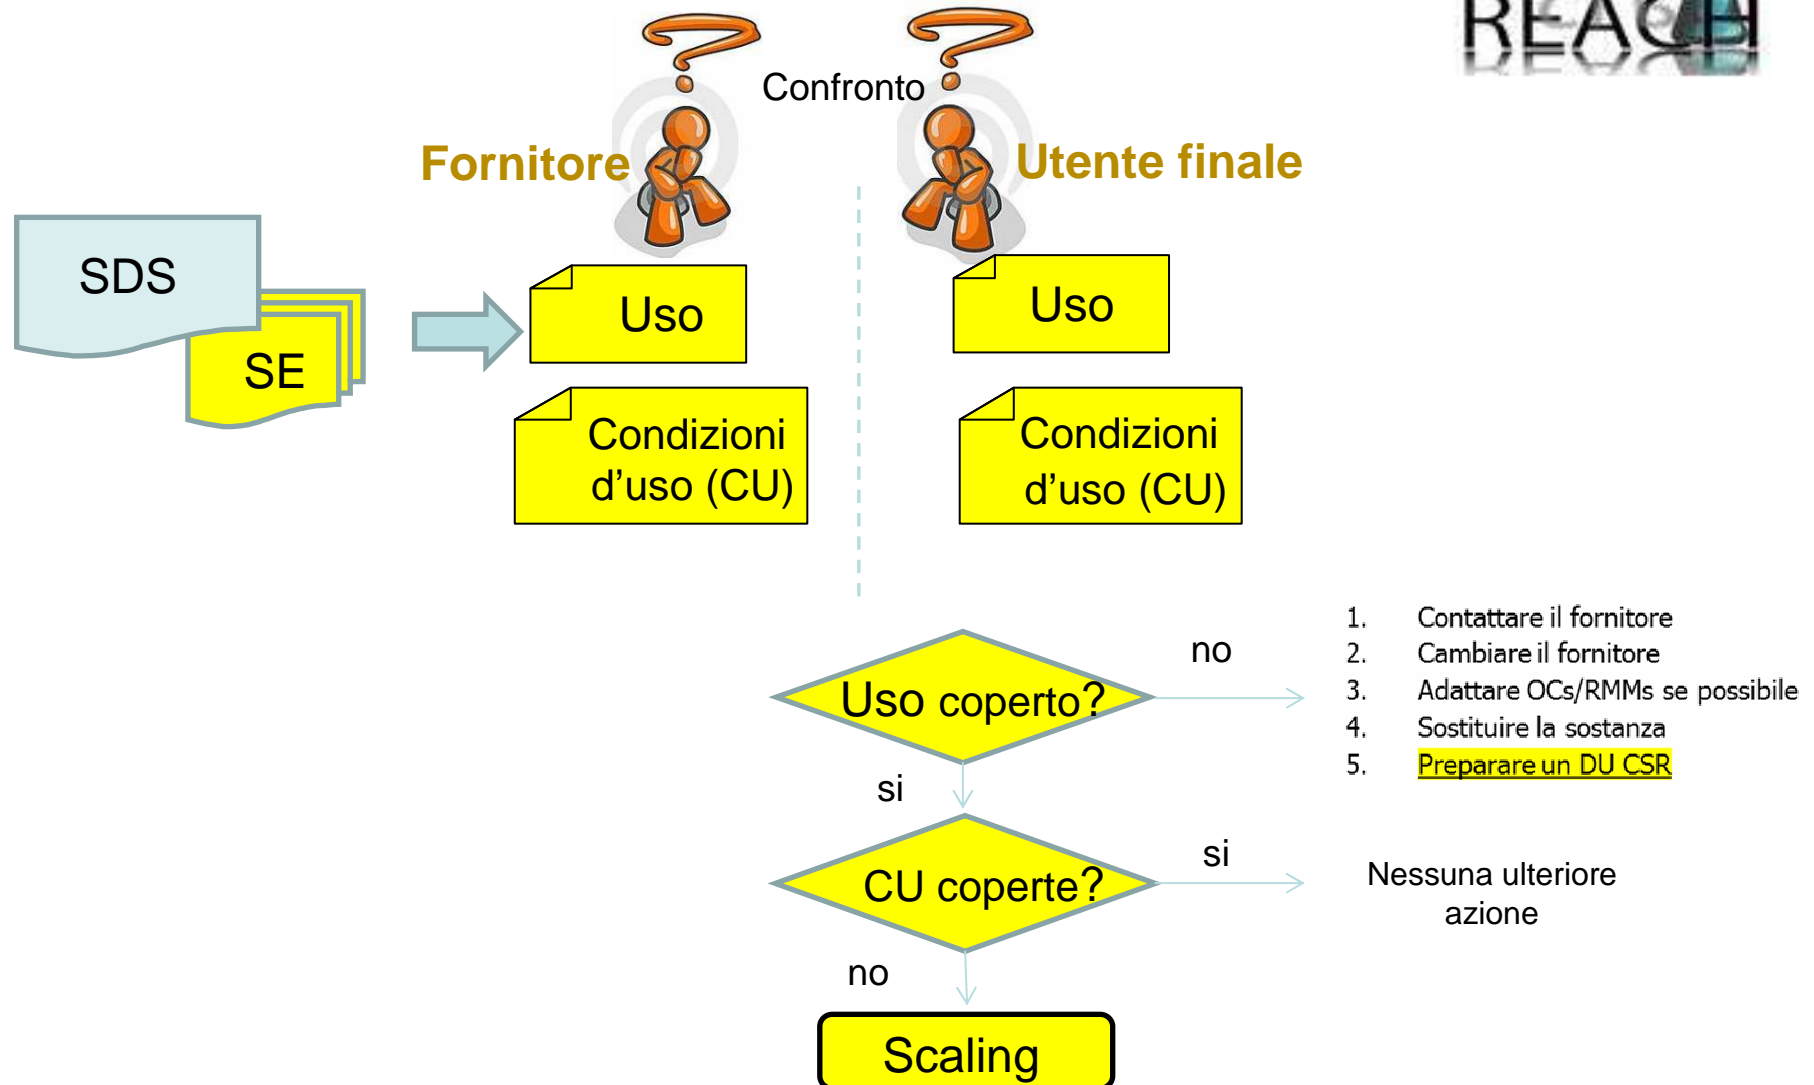 REACH
Confronto
Fornitore
Utente finale
SDS
SE
Uso
Uso
Condizioni
d'uso (CU)
Condizioni
d'uso (CU)
Uso coperto?
no
1. Contattare il fornitore
2. Cambiare il fornitore
3. Adattare OCs/RMMs se possibile
4. Sostituire la sostanza
5. Preparare un DU CSR
si
CU coperte?
si
Nessuna ulteriore
azione
no
Scaling